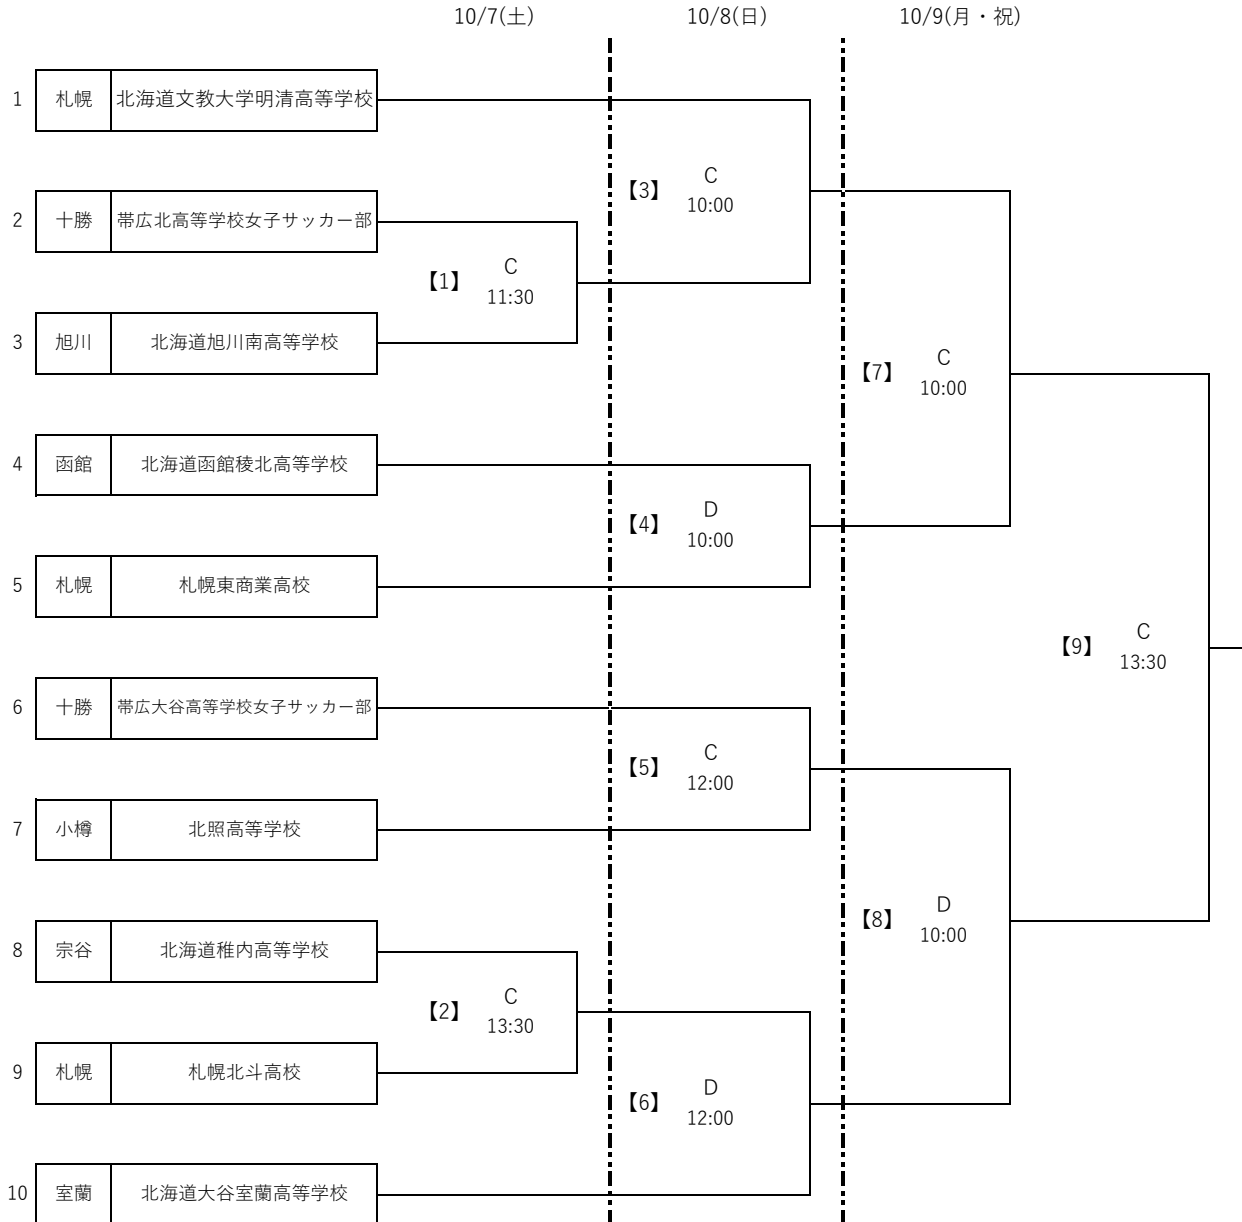 10/7(土) 10/8(日) 10/9(月・祝)
1 札幌 北海道文教大学明清高等学校
【3】 C
10:00
2 十勝 帯広北高等学校女子サッカー部
【1】 C
11:30
3 旭川 北海道旭川南高等学校
【7】 C
10:00
4 函館 北海道函館稜北高等学校
【4】 D
10:00
5 札幌 札幌東商業高校
【9】 C
13:30
6 十勝 帯広大谷高等学校女子サッカー部
【5】 C
12:00
7 小樽 北照高等学校
【8】 D
10:00
8 宗谷 北海道稚内高等学校
【2】 C
13:30
9 札幌 札幌北斗高校
【6】 D
12:00
10 室蘭 北海道大谷室蘭高等学校